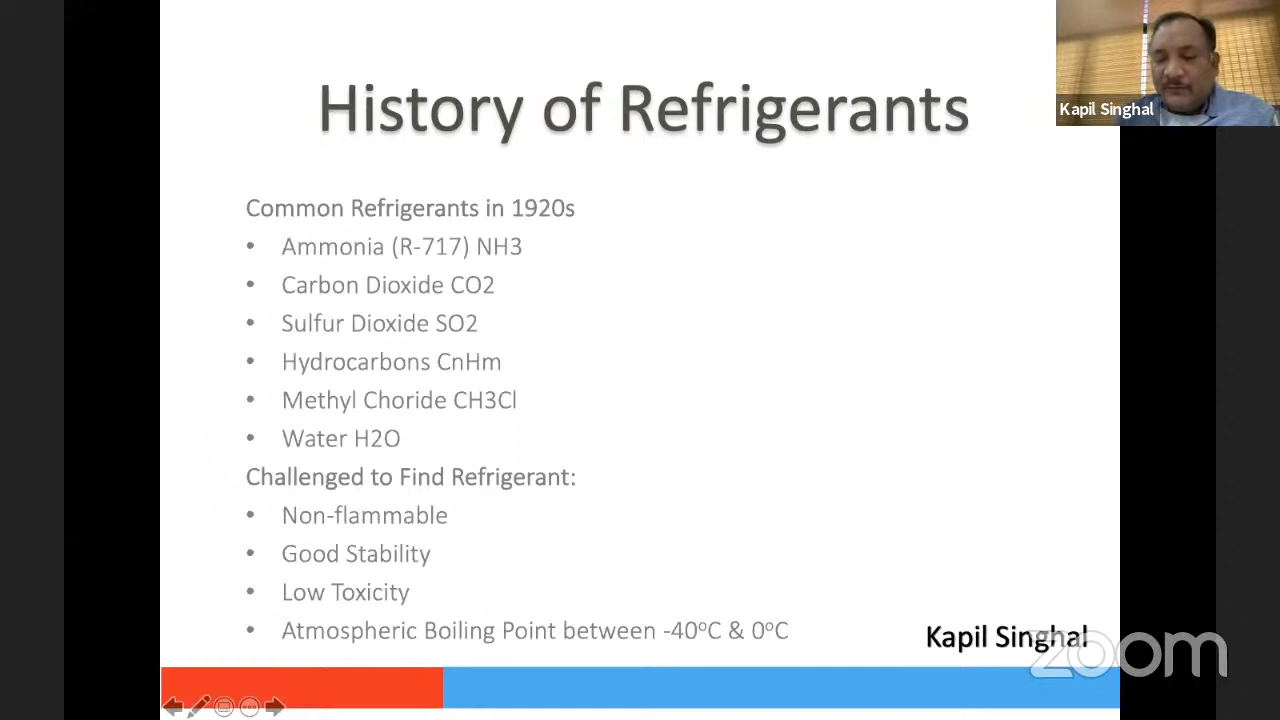 History of Refrigerants
Kapil Singhal
Common Refrigerants in 1920s
• Ammonia (R-717) NH3
• Carbon Dioxide CO2
• Sulfur Dioxide SO2
• Hydrocarbons CnHm
• Methyl Choride CH3Cl
• Water H2O
Challenged to Find Refrigerant:
• Non-flammable
• Good Stability
• Low Toxicity
• Atmospheric Boiling Point between -40°C & 0°C
Kapil Singhal
zoom